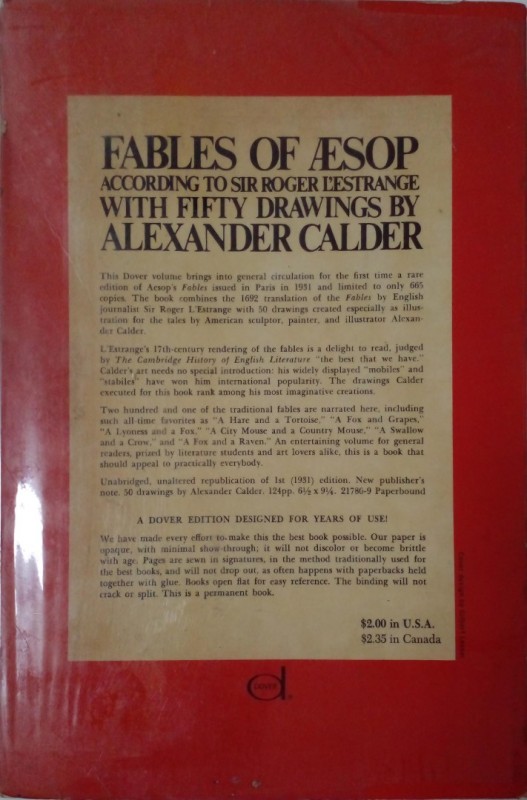 FABLES OF ÆSOP
ACCORDING TO SIR ROGER L'ESTRANGE
WITH FIFTY DRAWINGS BY
ALEXANDER CALDER
This Dover volume brings into general circulation for the first time a rare
edition of Aesop's Fables issued in Paris in 1931 and limited to only 665
copies. The book combines the 1692 translation of the Fables by English
journalist Sir Roger L'Estrange with 50 drawings created especially as illus-
tration for the tales by American sculptor, painter, and illustrator Alexan-
der Calder.
L'Estrange's 17th-century rendering of the fables is a delight to read, judged
by The Cambridge History of English Literature "the best that we have."
Calder's art needs no special introduction: his widely displayed "mobiles" and
"stabiles" have won him international popularity. The drawings Calder
executed for this book rank among his most imaginative creations.
Two hundred and one of the traditional fables are narrated here, including
such all-time favorites as "A Hare and a Tortoise," "A Fox and Grapes,"
"A Lyoness and a Fox," "A City Mouse and a Country Mouse," "A Swallow
and a Crow," and "A Fox and a Raven." An entertaining volume for general
readers, prized by literature students and art lovers alike, this is a book that
should appeal to practically everybody.
Unabridged, unaltered republication of 1st (1931) edition. New publisher's
note. 50 drawings by Alexander Calder. 124pp. 6½ x 9¼. 21786-9 Paperbound
A DOVER EDITION DESIGNED FOR YEARS OF USE!
We have made every effort to make this the best book possible. Our paper is
opaque, with minimal show-through; it will not discolor or become brittle
with age. Pages are sewn in signatures, in the method traditionally used for
the best books, and will not drop out, as often happens with paperbacks held
together with glue. Books open flat for easy reference. The binding will not
crack or split. This is a permanent book.
$2.00 in U.S.A.
$2.35 in Canada
DOVER